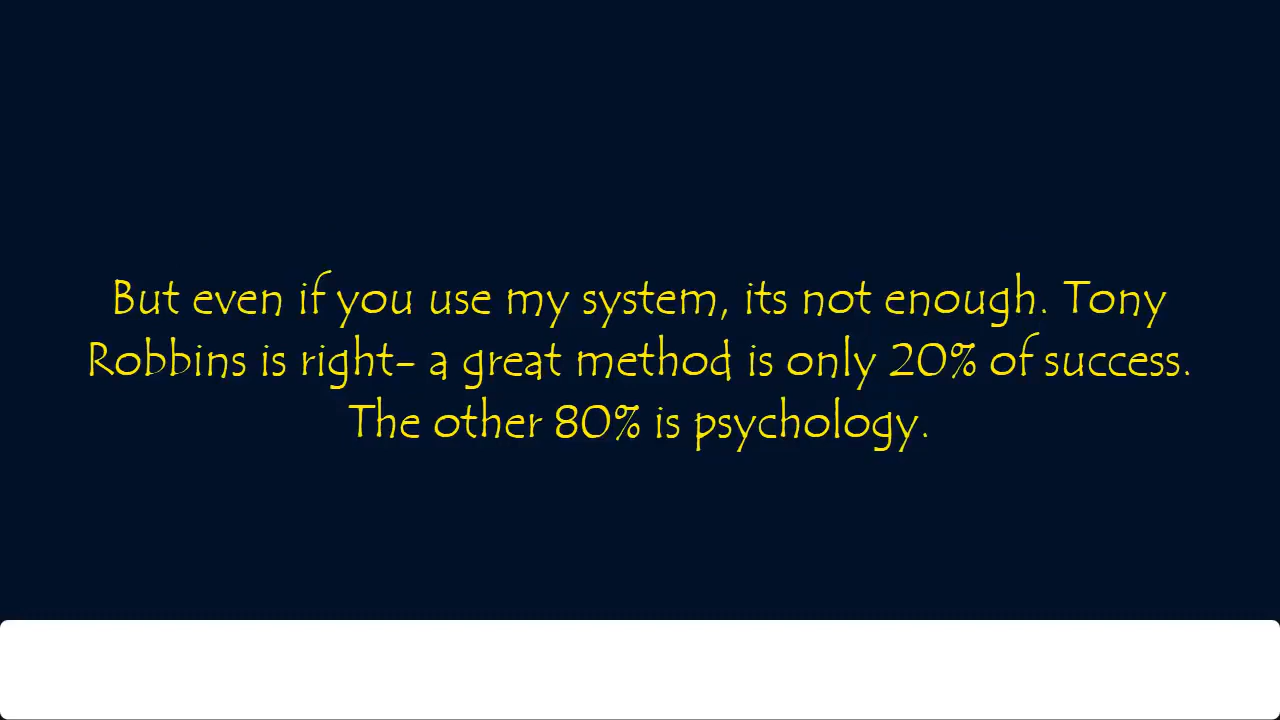 But even if you use my system, its not enough. Tony
Robbins is right- a great method is only 20% of success.
The other 80% is psychology.